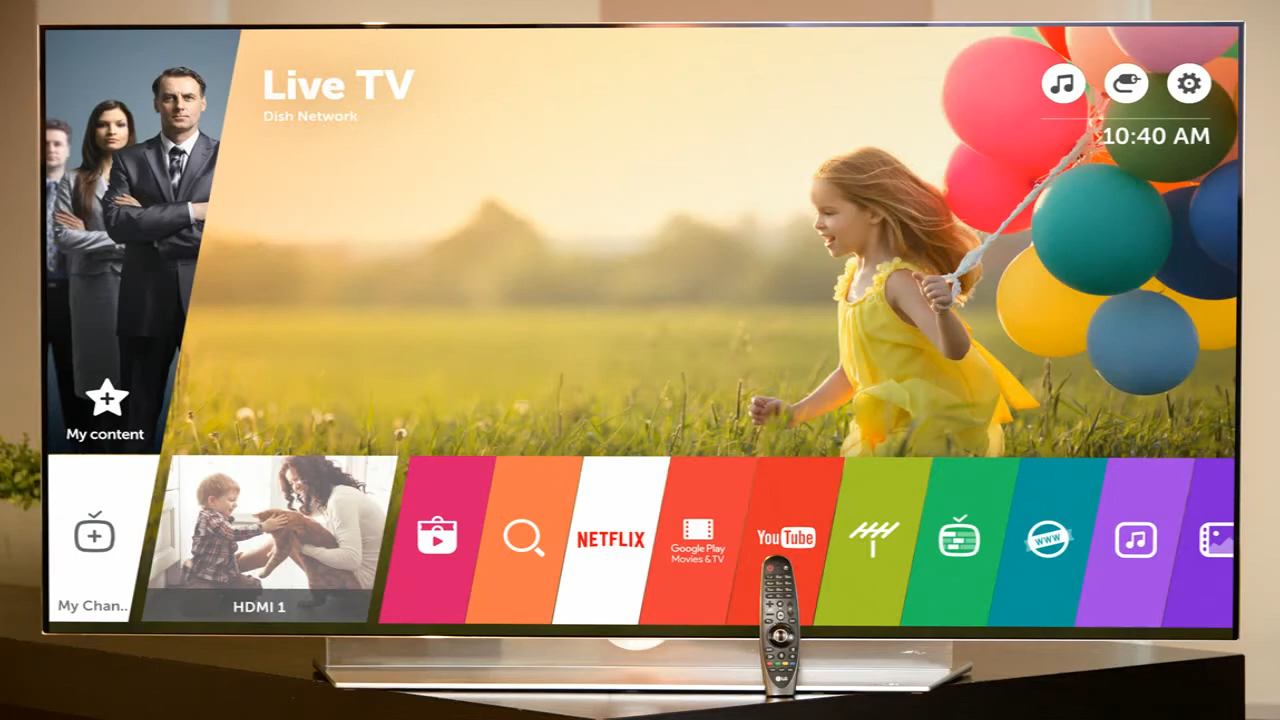 Live TV
Dish Network
10:40 AM
My content
My Chan..
HDMI 1
NETFLIX
Google Play
Movies & TV
YouTube
www
LG